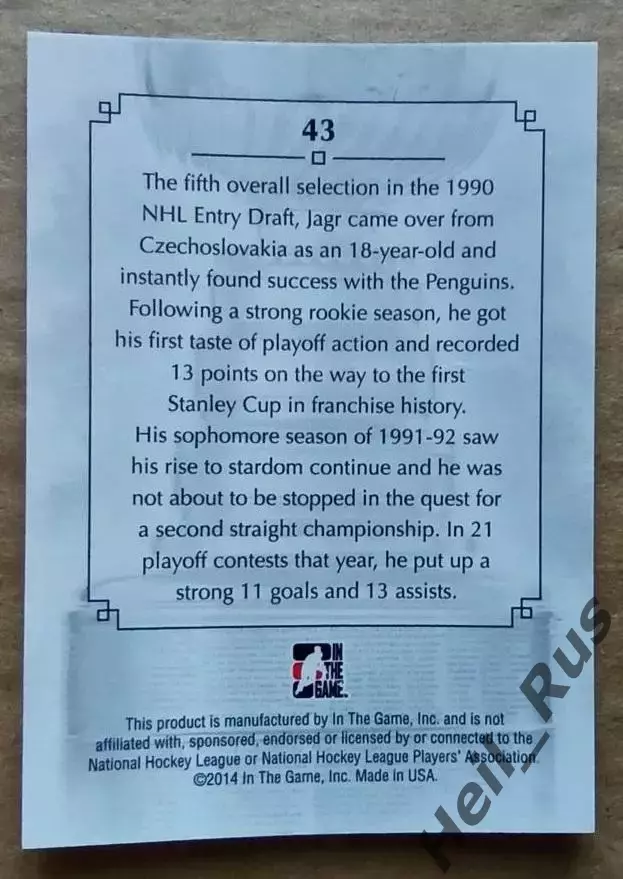 43
The fifth overall selection in the 1990
NHL Entry Draft, Jagr came over from
Czechoslovakia as an 18-year-old and
instantly found success with the Penguins.
Following a strong rookie season, he got
his first taste of playoff action and recorded
13 points on the way to the first
Stanley Cup in franchise history.
His sophomore season of 1991-92 saw
his rise to stardom continue and he was
not about to be stopped in the quest for
a second straight championship. In 21
playoff contests that year, he put up a
strong 11 goals and 13 assists.
IN
THE
GAME
This product is manufactured by In The Game, Inc. and is not
affiliated with, sponsored, endorsed or licensed by or connected to the
National Hockey League or National Hockey League Players' Association.
©2014 In The Game, Inc. Made in USA.
Hell_Rus